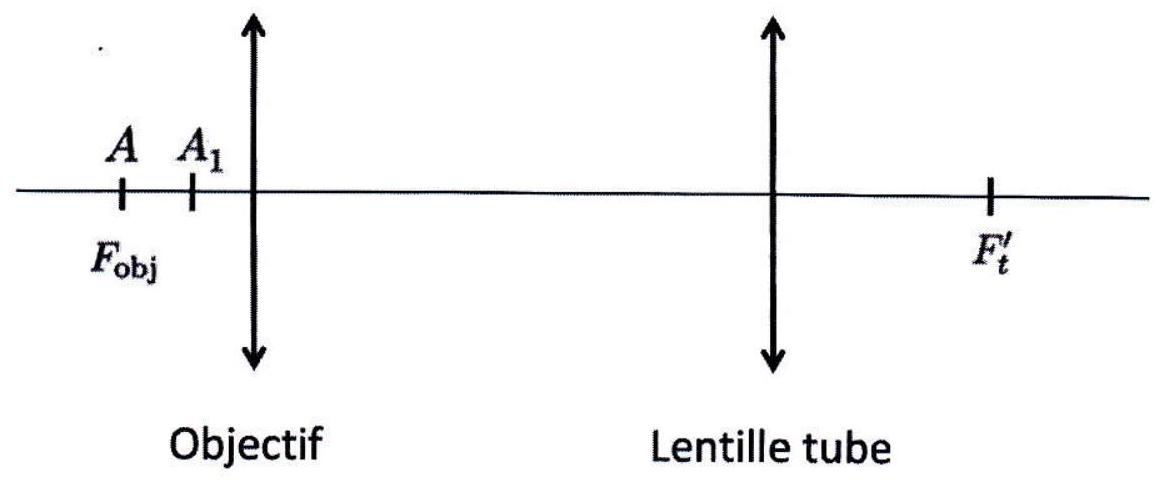 A A₁
F_obj F′_t
Objectif Lentille tube